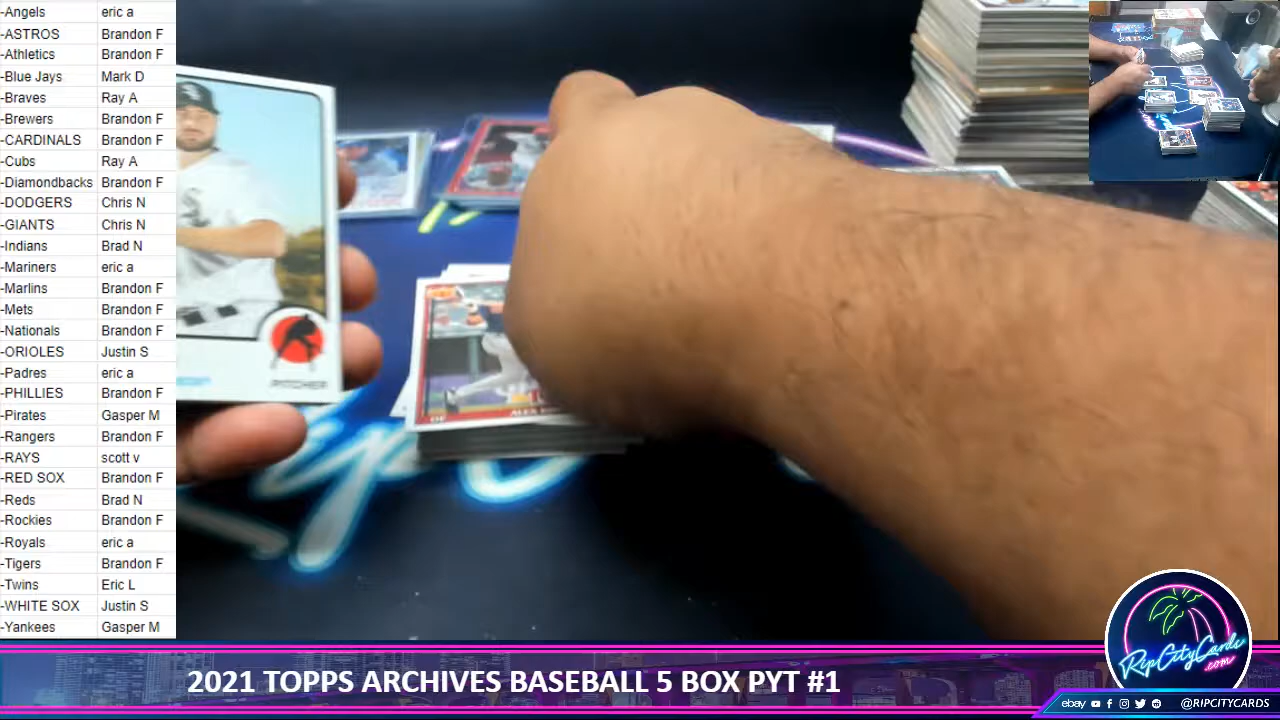 -Angels eric a
-ASTROS Brandon F
-Athletics Brandon F
-Blue Jays Mark D
-Braves Ray A
-Brewers Brandon F
-CARDINALS Brandon F
-Cubs Ray A
-Diamondbacks Brandon F
-DODGERS Chris N
-GIANTS Chris N
-Indians Brad N
-Mariners eric a
-Marlins Brandon F
-Mets Brandon F
-Nationals Brandon F
-ORIOLES Justin S
-Padres eric a
-PHILLIES Brandon F
-Pirates Gasper M
-Rangers Brandon F
-RAYS scott v
-RED SOX Brandon F
-Reds Brad N
-Rockies Brandon F
-Royals eric a
-Tigers Brandon F
-Twins Eric L
-WHITE SOX Justin S
-Yankees Gasper M
PITCHER
OF ALEX
RipCityCards
.com
2021 TOPPS ARCHIVES BASEBALL 5 BOX PYT #1
ebay @RIPCITYCARDS